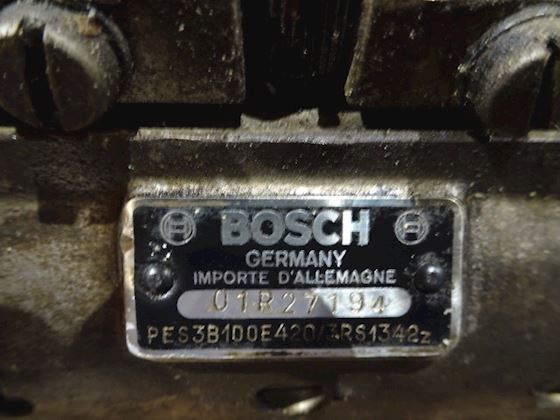 BOSCH
GERMANY
IMPORTE D'ALLEMAGNE
01R27194
PES3B100E420/3RS1342z